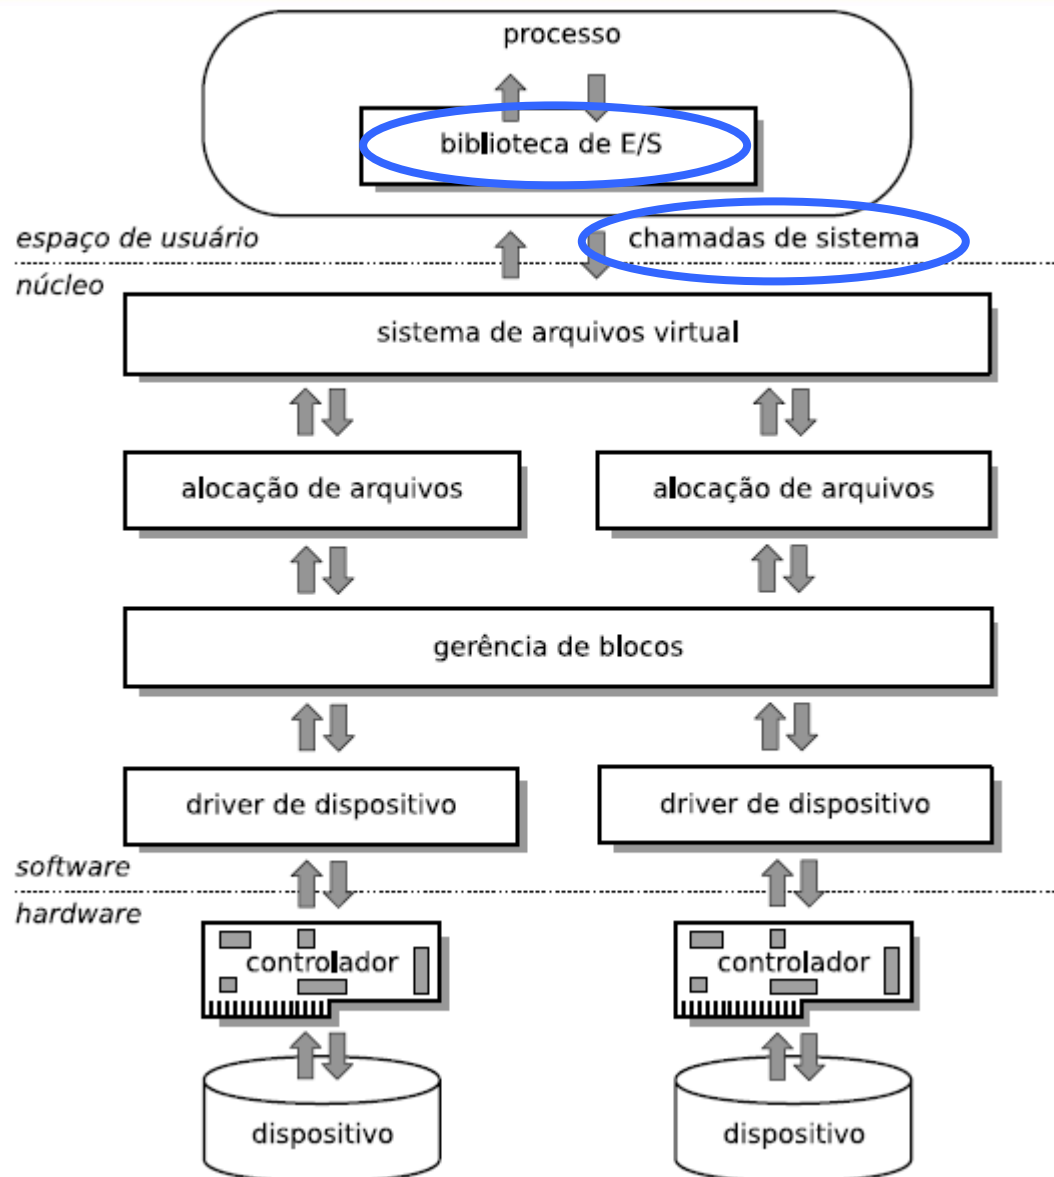 processo
biblioteca de E/S
espaço de usuário
chamadas de sistema
núcleo
sistema de arquivos virtual
alocação de arquivos
alocação de arquivos
gerência de blocos
driver de dispositivo
driver de dispositivo
software
hardware
controlador
controlador
dispositivo
dispositivo